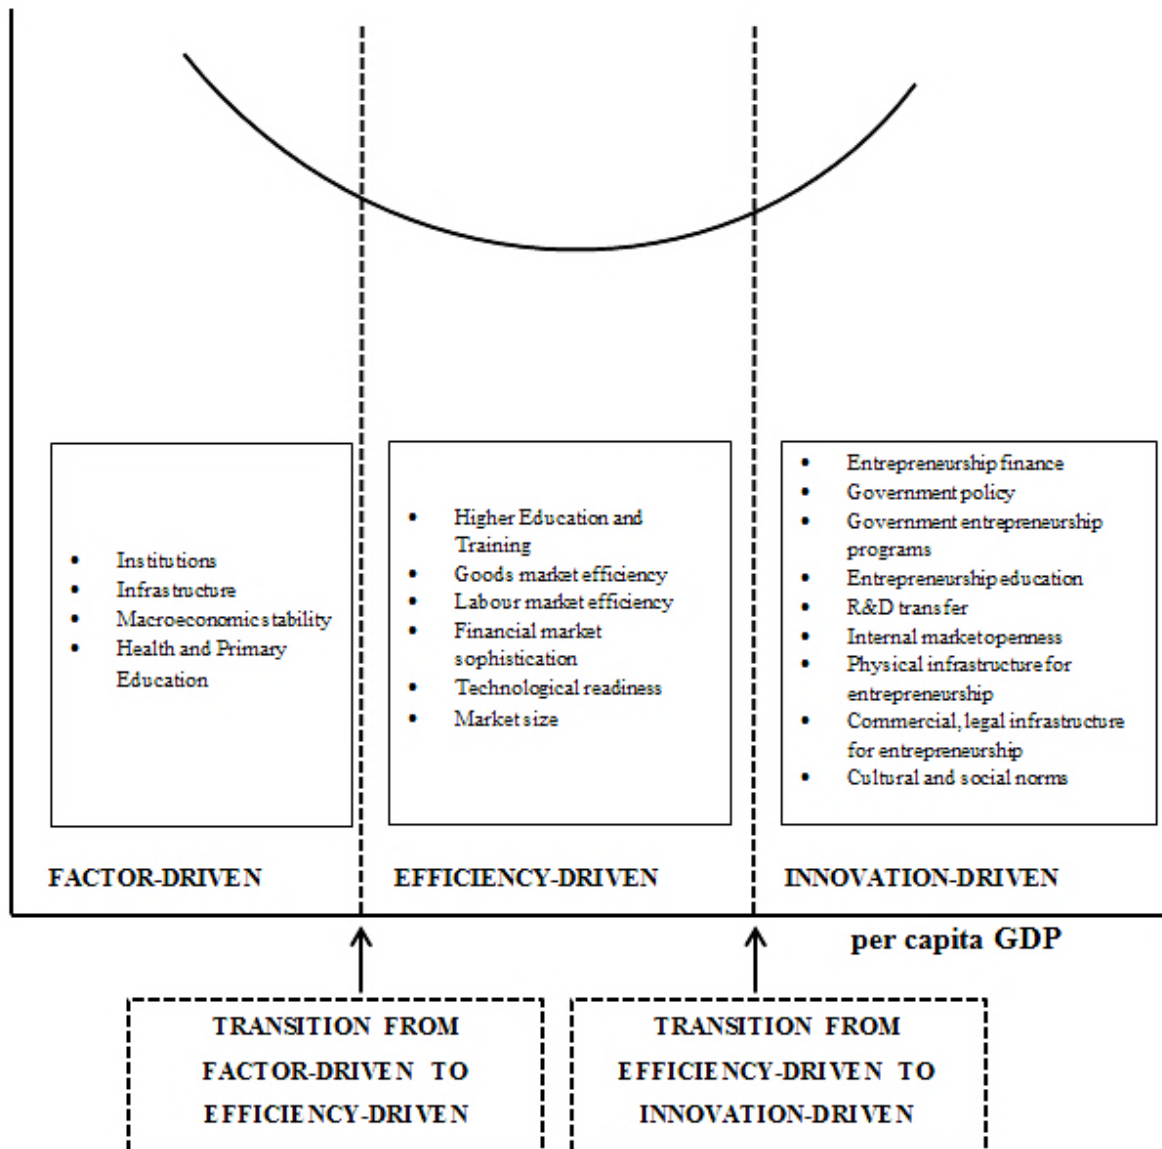 • Institutions
• Infrastructure
• Macroeconomic stability
• Health and Primary
Education
• Higher Education and
Training
• Goods market efficiency
• Labour market efficiency
• Financial market
sophistication
• Technological readiness
• Market size
• Entrepreneurship finance
• Government policy
• Government entrepreneurship
programs
• Entrepreneurship education
• R&D transfer
• Internal market openness
• Physical infrastructure for
entrepreneurship
• Commercial, legal infrastructure
for entrepreneurship
• Cultural and social norms
FACTOR-DRIVEN
EFFICIENCY-DRIVEN
INNOVATION-DRIVEN
per capita GDP
TRANSITION FROM
FACTOR-DRIVEN TO
EFFICIENCY-DRIVEN
TRANSITION FROM
EFFICIENCY-DRIVEN TO
INNOVATION-DRIVEN